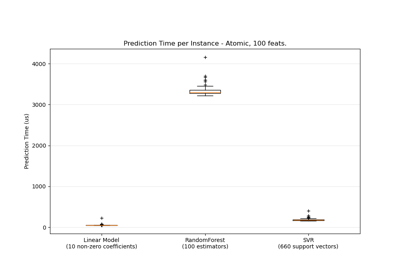 Prediction Time per Instance - Atomic, 100 feats.
4000
3000
2000
1000
0
Prediction Time (us)
Linear Model
(10 non-zero coefficients)
RandomForest
(100 estimators)
SVR
(660 support vectors)